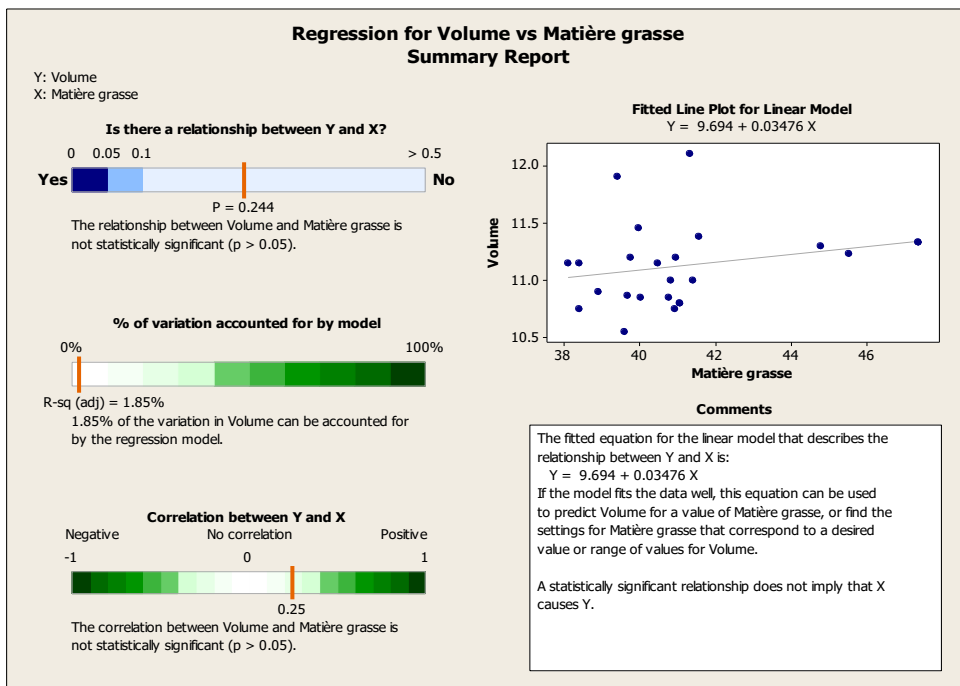 Regression for Volume vs Matière grasse
Summary Report
Y: Volume
X: Matière grasse
Is there a relationship between Y and X?
0 0.05 0.1 > 0.5
Yes No
P = 0.244
The relationship between Volume and Matière grasse is
not statistically significant (p > 0.05).
% of variation accounted for by model
0% 100%
R-sq (adj) = 1.85%
1.85% of the variation in Volume can be accounted for
by the regression model.
Correlation between Y and X
Negative No correlation Positive
-1 0 1
0.25
The correlation between Volume and Matière grasse is
not statistically significant (p > 0.05).
Fitted Line Plot for Linear Model
Y = 9.694 + 0.03476 X
12.0
11.5
11.0
10.5
Volume
38 40 42 44 46
Matière grasse
Comments
The fitted equation for the linear model that describes the
relationship between Y and X is:
Y = 9.694 + 0.03476 X
If the model fits the data well, this equation can be used
to predict Volume for a value of Matière grasse, or find the
settings for Matière grasse that correspond to a desired
value or range of values for Volume.
A statistically significant relationship does not imply that X
causes Y.